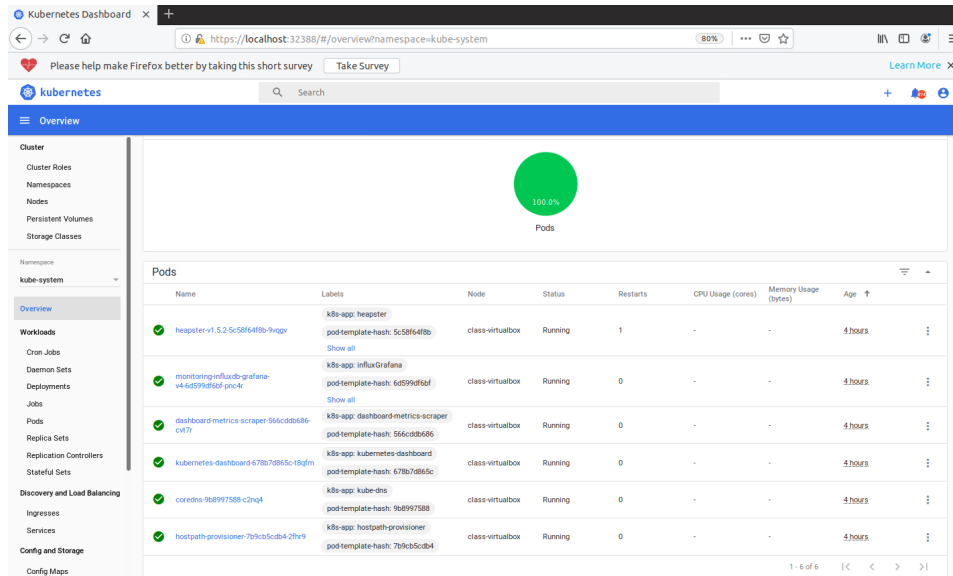 Kubernetes Dashboard
https://localhost:32388/#/overview?namespace=kube-system
80%
Please help make Firefox better by taking this short survey
Take Survey
Learn More
kubernetes
Search
Overview
Cluster
Cluster Roles
Namespaces
Nodes
Persistent Volumes
Storage Classes
Namespace
kube-system
Overview
Workloads
Cron Jobs
Daemon Sets
Deployments
Jobs
Pods
Replica Sets
Replication Controllers
Stateful Sets
Discovery and Load Balancing
Ingresses
Services
Config and Storage
Config Maps
100.0%
Pods
Pods
Name Labels Node Status Restarts CPU Usage (cores) Memory Usage (bytes) Age
k8s-app: heapster
heapster-v1.5.2-5c58f64f8b-9vqgv pod-template-hash: 5c58f64f8b class-virtualbox Running 1 - - 4 hours
Show all
k8s-app: influxGrafana
monitoring-influxdb-grafana-
v4-6d599df6bf-pnc4r pod-template-hash: 6d599df6bf class-virtualbox Running 0 - - 4 hours
Show all
k8s-app: dashboard-metrics-scraper
dashboard-metrics-scraper-566cddb686-
cvt7r class-virtualbox Running 0 - - 4 hours
pod-template-hash: 566cddb686
k8s-app: kubernetes-dashboard
kubernetes-dashboard-678b7d865c-t8qfm class-virtualbox Running 0 - - 4 hours
pod-template-hash: 678b7d865c
k8s-app: kube-dns
coredns-9b8997588-c2nq4 class-virtualbox Running 0 - - 4 hours
pod-template-hash: 9b8997588
k8s-app: hostpath-provisioner
hostpath-provisioner-7b9cb5cdb4-2fhr9 class-virtualbox Running 0 - - 4 hours
pod-template-hash: 7b9cb5cdb4
1 - 6 of 6